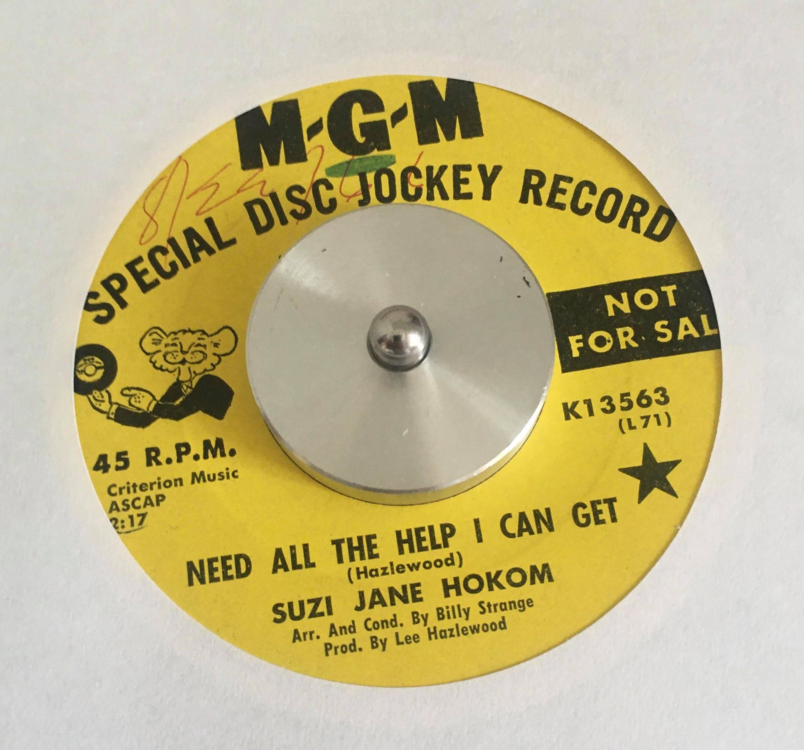 M-G-M
SPECIAL DISC JOCKEY RECORD
NOT
FOR SAL
K13563
(L71)
45 R.P.M.
Criterion Music
ASCAP
2:17
NEED ALL THE HELP I CAN GET
(Hazlewood)
SUZI JANE HOKOM
Arr. And Cond. By Billy Strange
Prod. By Lee Hazlewood